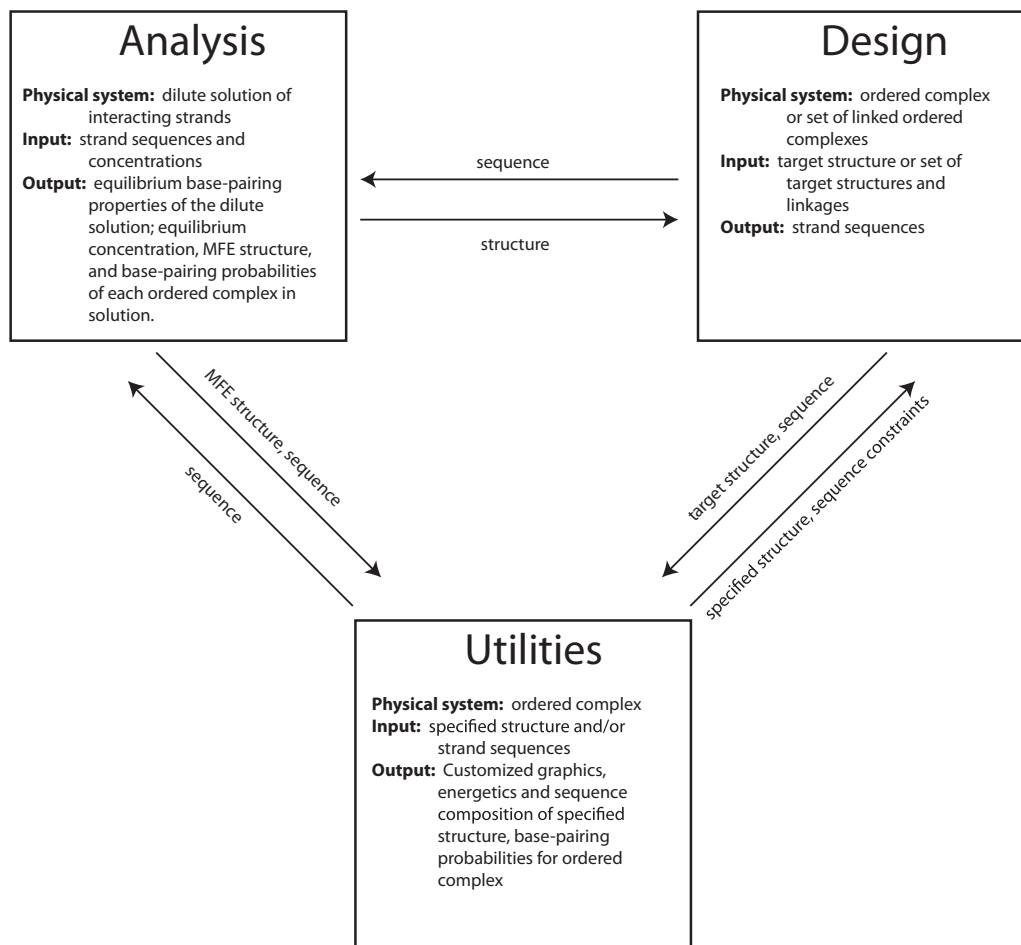 Analysis
Physical system: dilute solution of
interacting strands
Input: strand sequences and
concentrations
Output: equilibrium base-pairing
properties of the dilute
solution; equilibrium
concentration, MFE structure,
and base-pairing probabilities
of each ordered complex in
solution.
sequence
structure
Design
Physical system: ordered complex
or set of linked ordered
complexes
Input: target structure or set of
target structures and
linkages
Output: strand sequences
MFE structure, sequence
sequence
target structure, sequence
specified structure, sequence constraints
Utilities
Physical system: ordered complex
Input: specified structure and/or
strand sequences
Output: Customized graphics,
energetics and sequence
composition of specified
structure, base-pairing
probabilities for ordered
complex